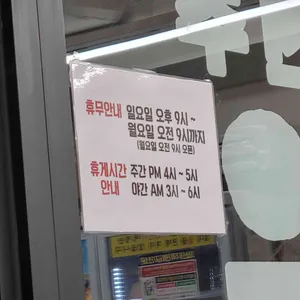 휴무안내 일요일 오후 9시 ~
월요일 오전 9시까지
(월요일 오전 9시 오픈)
휴게시간 주간 PM 4시 ~ 5시
안내 야간 AM 3시 ~ 6시